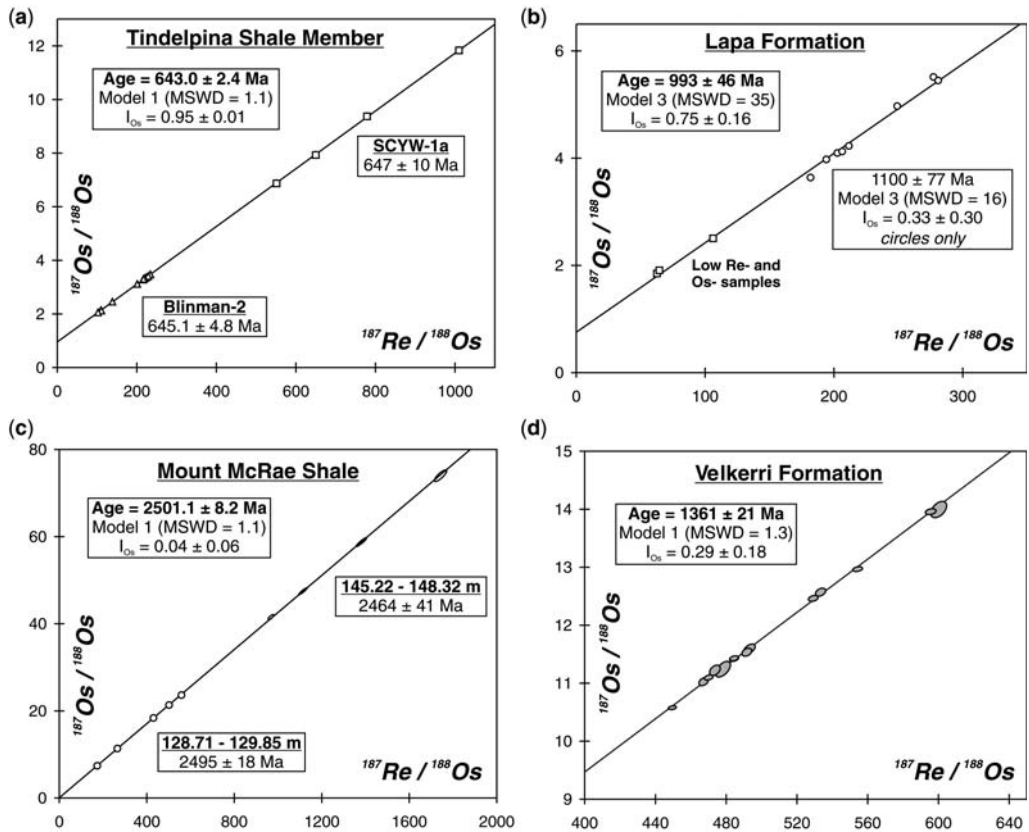 (a)
Tindelpina Shale Member
Age = 643.0 ± 2.4 Ma
Model 1 (MSWD = 1.1)
I_Os = 0.95 ± 0.01
SCYW-1a
647 ± 10 Ma
Blinman-2
645.1 ± 4.8 Ma
187Os / 188Os
187Re / 188Os
12
10
8
6
4
2
0
0 200 400 600 800 1000
(b)
Lapa Formation
Age = 993 ± 46 Ma
Model 3 (MSWD = 35)
I_Os = 0.75 ± 0.16
1100 ± 77 Ma
Model 3 (MSWD = 16)
I_Os = 0.33 ± 0.30
circles only
Low Re- and
Os- samples
187Os / 188Os
187Re / 188Os
6
4
2
0
0 100 200 300
(c)
Mount McRae Shale
Age = 2501.1 ± 8.2 Ma
Model 1 (MSWD = 1.1)
I_Os = 0.04 ± 0.06
145.22 - 148.32 m
2464 ± 41 Ma
128.71 - 129.85 m
2495 ± 18 Ma
187Os / 188Os
187Re / 188Os
80
60
40
20
0
0 400 800 1200 1600 2000
(d)
Velkerri Formation
Age = 1361 ± 21 Ma
Model 1 (MSWD = 1.3)
I_Os = 0.29 ± 0.18
187Os / 188Os
187Re / 188Os
15
14
13
12
11
10
9
400 440 480 520 560 600 640